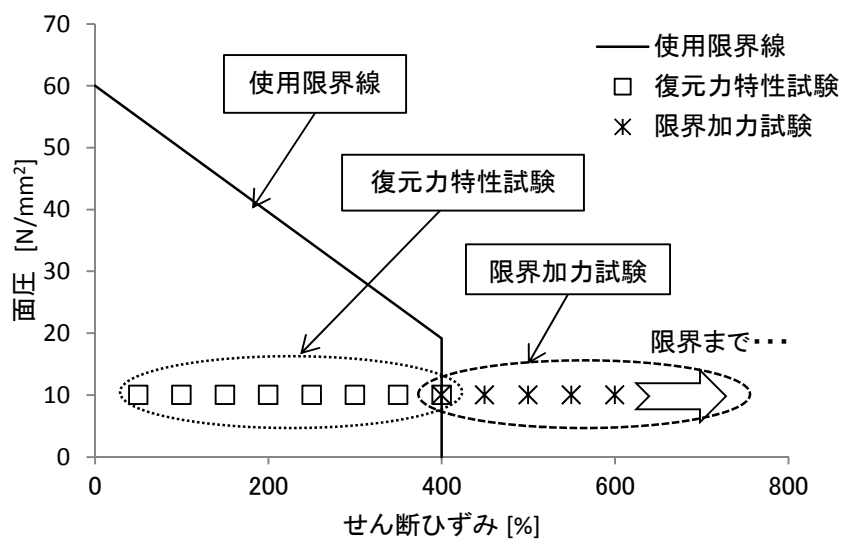 70
60
50
40
30
20
10
0
0
200
400
600
800
面圧 [N/mm²]
せん断ひずみ [%]
使用限界線
復元力特性試験
限界加力試験
使用限界線
復元力特性試験
限界加力試験
限界まで・・・